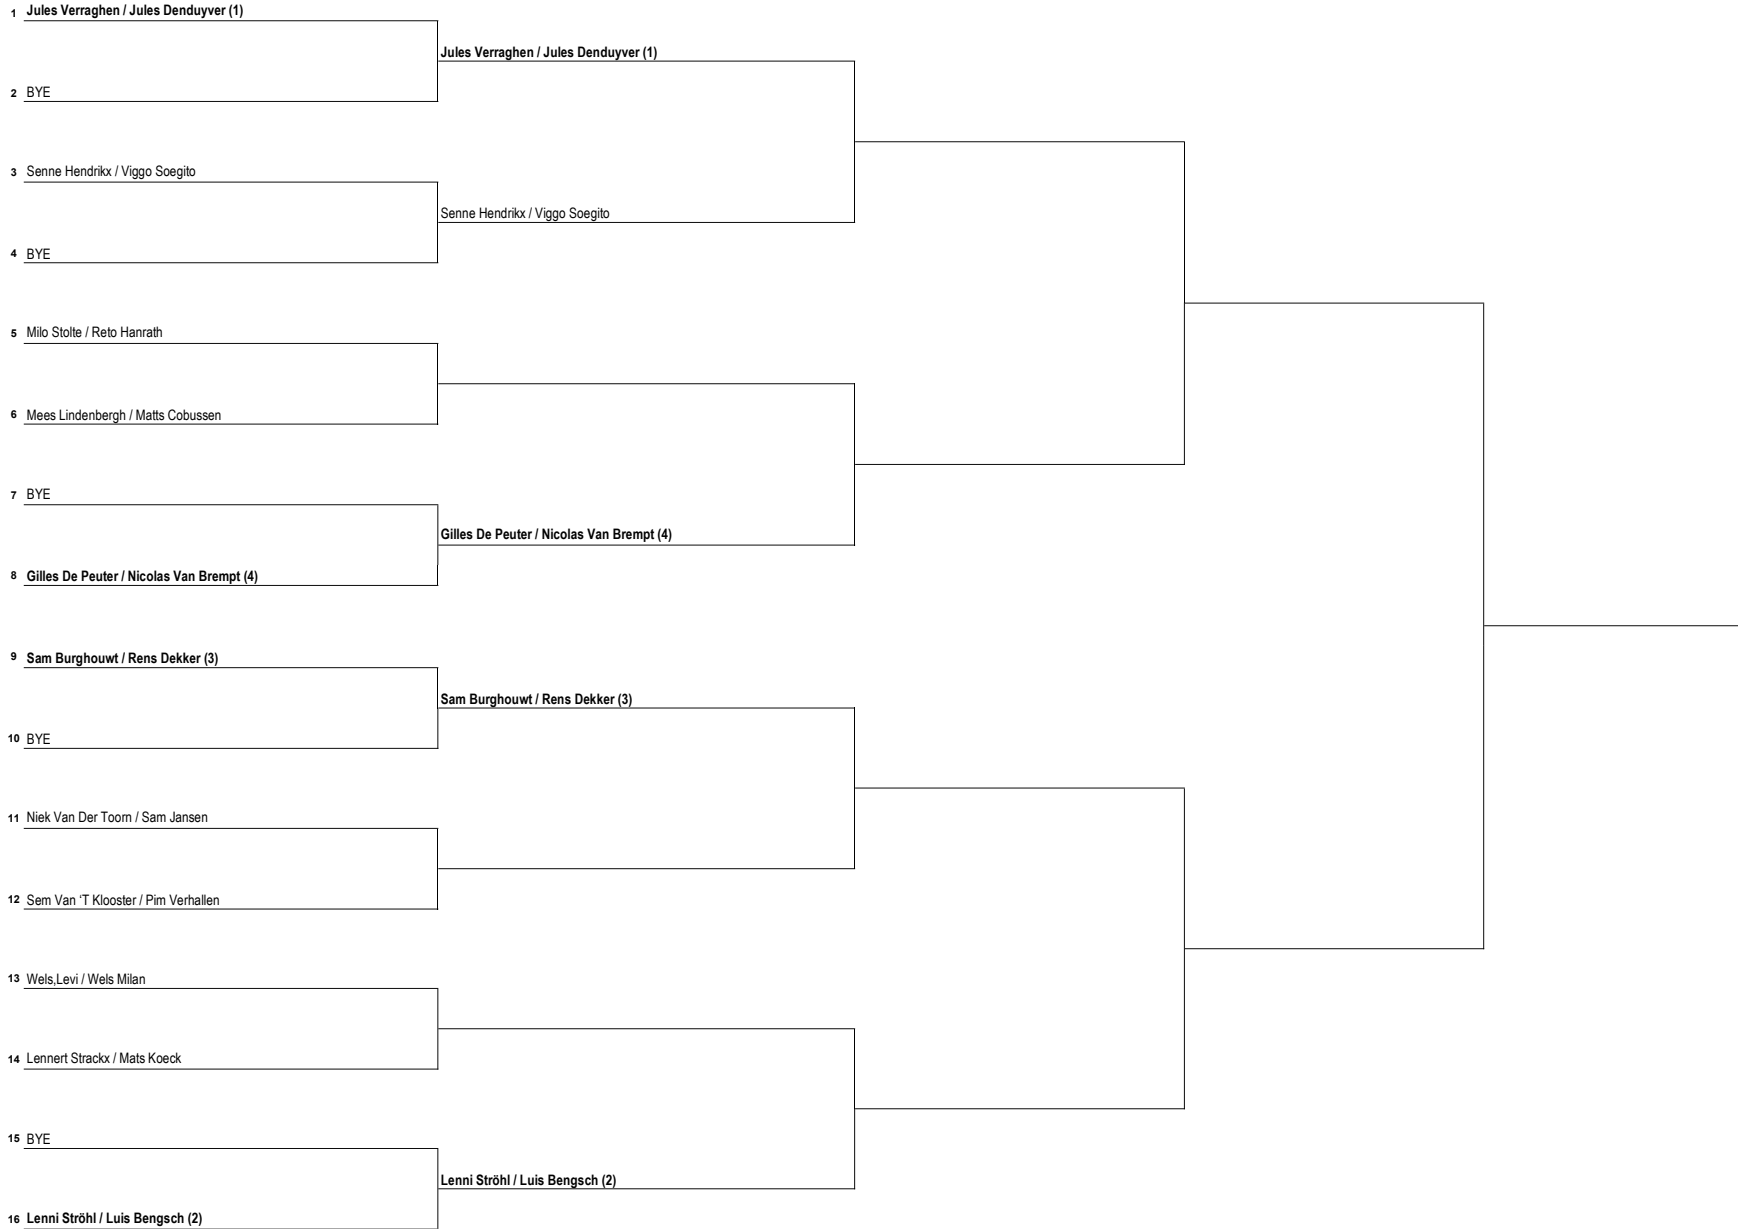 1 Jules Verraghen / Jules Denduyver (1)
Jules Verraghen / Jules Denduyver (1)
2 BYE
3 Senne Hendrikx / Viggo Soegito
Senne Hendrikx / Viggo Soegito
4 BYE
5 Milo Stolte / Reto Hanrath
6 Mees Lindenbergh / Matts Cobussen
7 BYE
Gilles De Peuter / Nicolas Van Brempt (4)
8 Gilles De Peuter / Nicolas Van Brempt (4)
9 Sam Burghouwt / Rens Dekker (3)
Sam Burghouwt / Rens Dekker (3)
10 BYE
11 Niek Van Der Toorn / Sam Jansen
12 Sem Van ‘T Klooster / Pim Verhallen
13 Wels,Levi / Wels Milan
14 Lennert Strackx / Mats Koeck
15 BYE
Lenni Ströhl / Luis Bengsch (2)
16 Lenni Ströhl / Luis Bengsch (2)